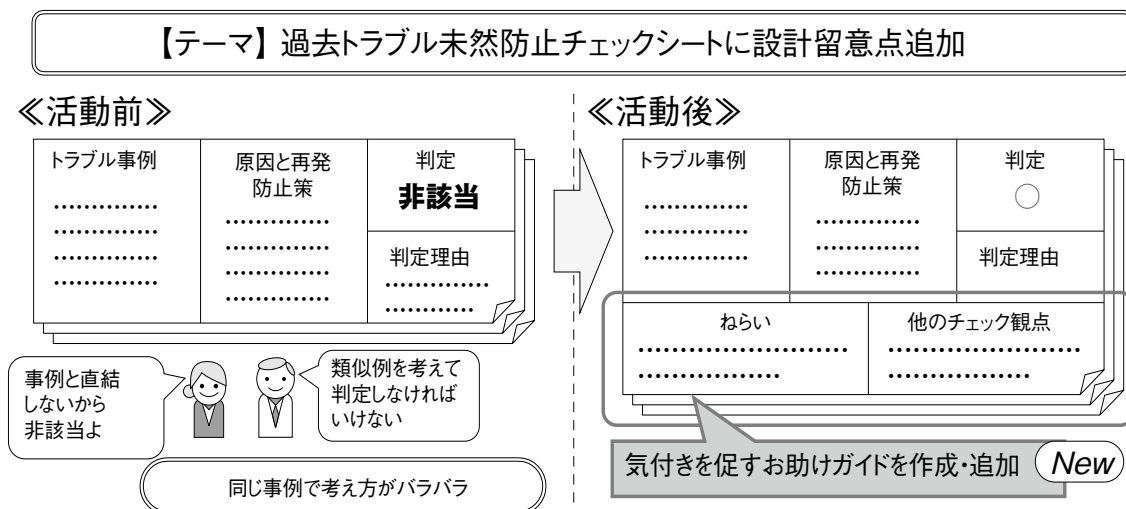 【テーマ】 過去トラブル未然防止チェックシートに設計留意点追加
≪活動前≫
トラブル事例
原因と再発
防止策
判定
非該当
判定理由
事例と直結
しないから
非該当よ
類似例を考えて
判定しなければ
いけない
同じ事例で考え方がバラバラ
≪活動後≫
トラブル事例
原因と再発
防止策
判定
○
判定理由
ねらい
他のチェック観点
気付きを促すお助けガイドを作成・追加
New